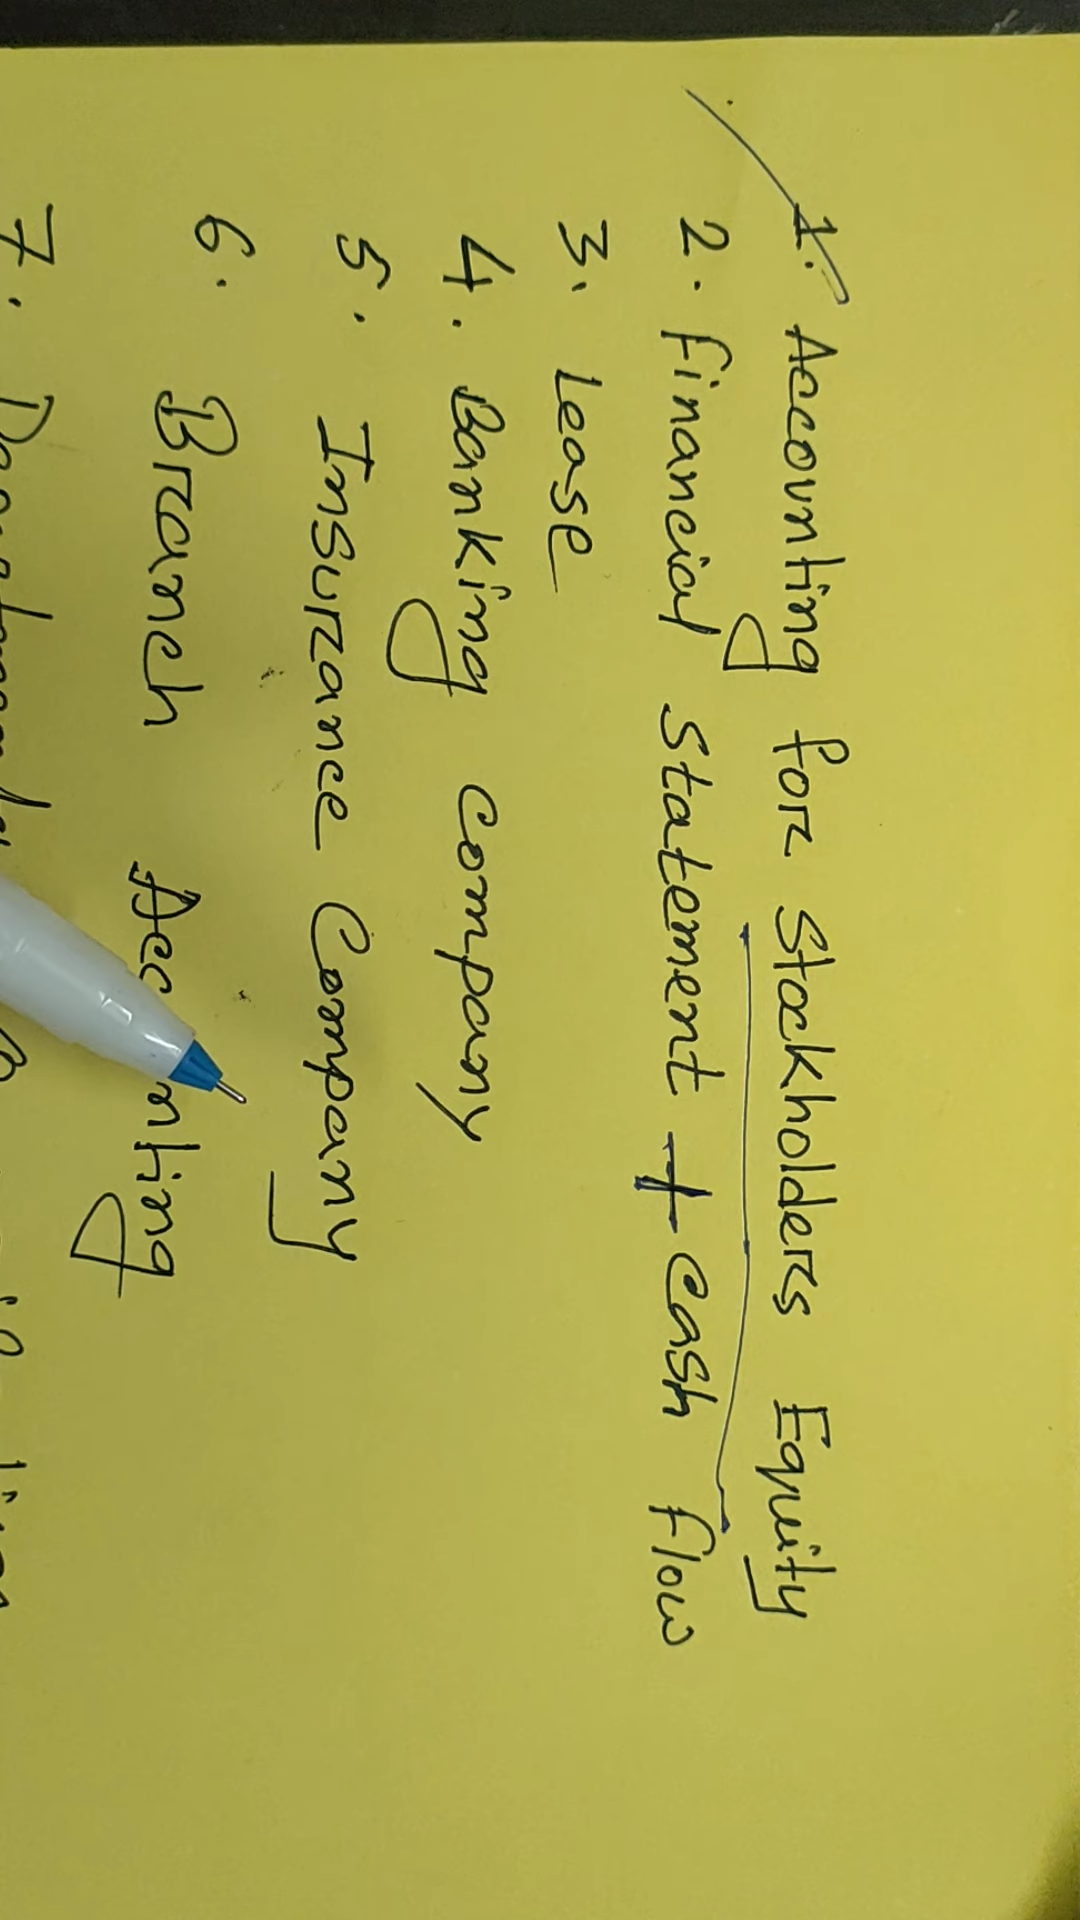 1. Accounting for Stockholders Equity
2. Financial Statement + Cash Flow
3. Lease
4. Banking Company
5. Insurance Company
6. Branch
7.